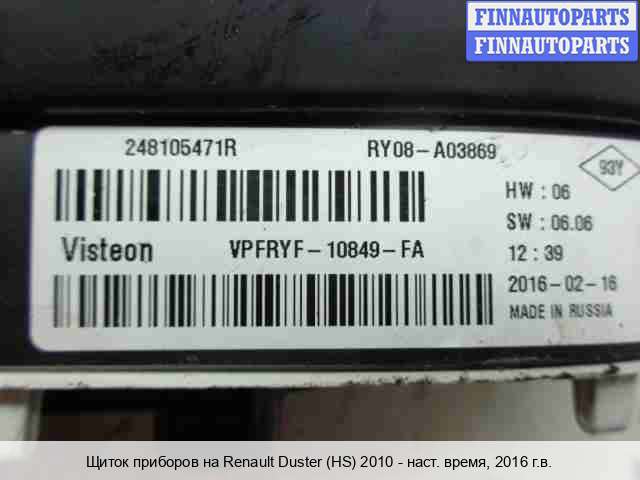 FINNAUTOPARTS
FINNAUTOPARTS
248105471R RY08-A03869
93Y
HW : 06
SW : 06.06
Visteon VPFRYF-10849-FA
12 : 39
2016-02-16
MADE IN RUSSIA
Щиток приборов на Renault Duster (HS) 2010 - наст. время, 2016 г.в.